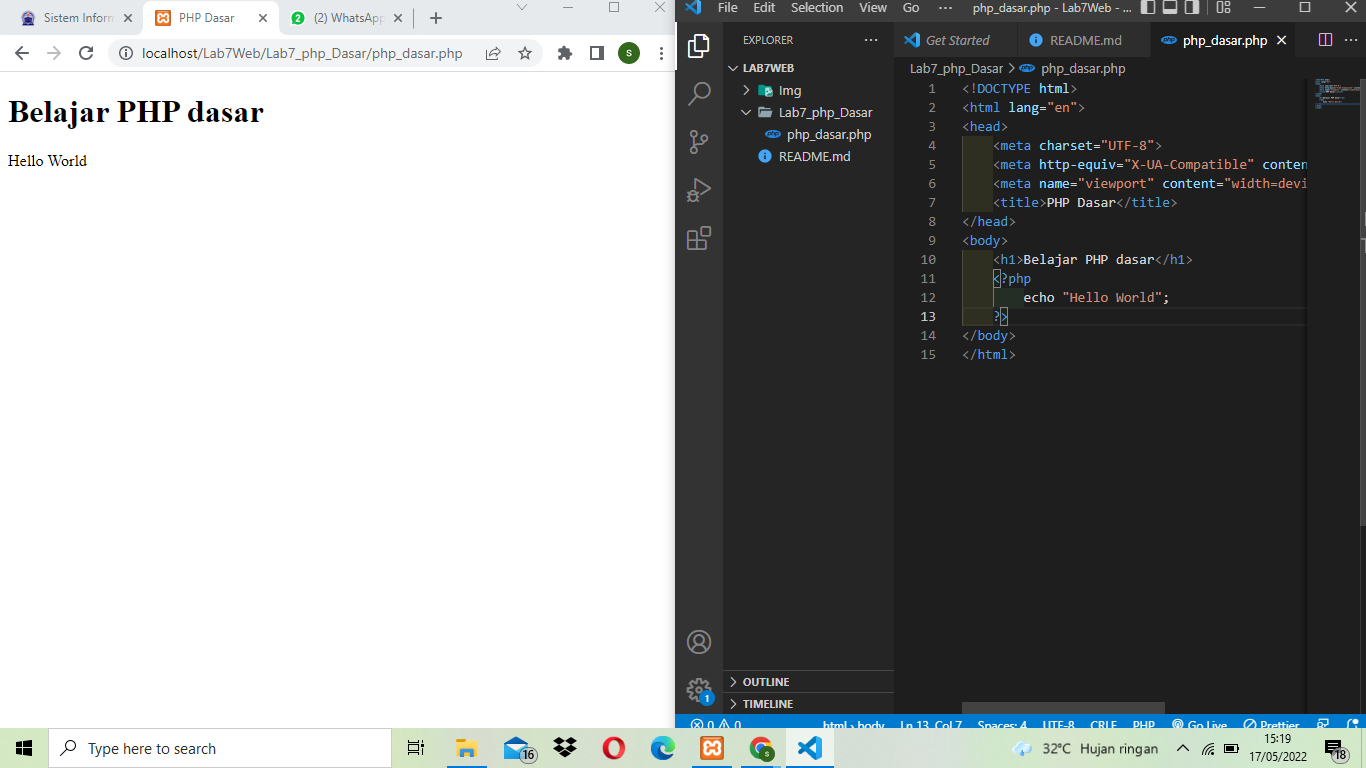 Sistem Inform
PHP Dasar
(2) WhatsApp
localhost/Lab7Web/Lab7_php_Dasar/php_dasar.php
s
Belajar PHP dasar
Hello World
File Edit Selection View Go ··· php_dasar.php - Lab7Web - ...
EXPLORER ···
LAB7WEB
Img
Lab7_php_Dasar
php_dasar.php
README.md
OUTLINE
TIMELINE
1
Get Started
README.md
php_dasar.php
Lab7_php_Dasar > php_dasar.php
1 <!DOCTYPE html>
2 <html lang="en">
3 <head>
4 <meta charset="UTF-8">
5 <meta http-equiv="X-UA-Compatible" conten
6 <meta name="viewport" content="width=devi
7 <title>PHP Dasar</title>
8 </head>
9 <body>
10 <h1>Belajar PHP dasar</h1>
11 <?php
12 echo "Hello World";
13 ?>
14 </body>
15 </html>
0 0 html › body Ln 13, Col 7 Spaces: 4 UTF-8 CRLF PHP Go Live Prettier
Type here to search
16
S
32°C Hujan ringan
15:19
17/05/2022
18